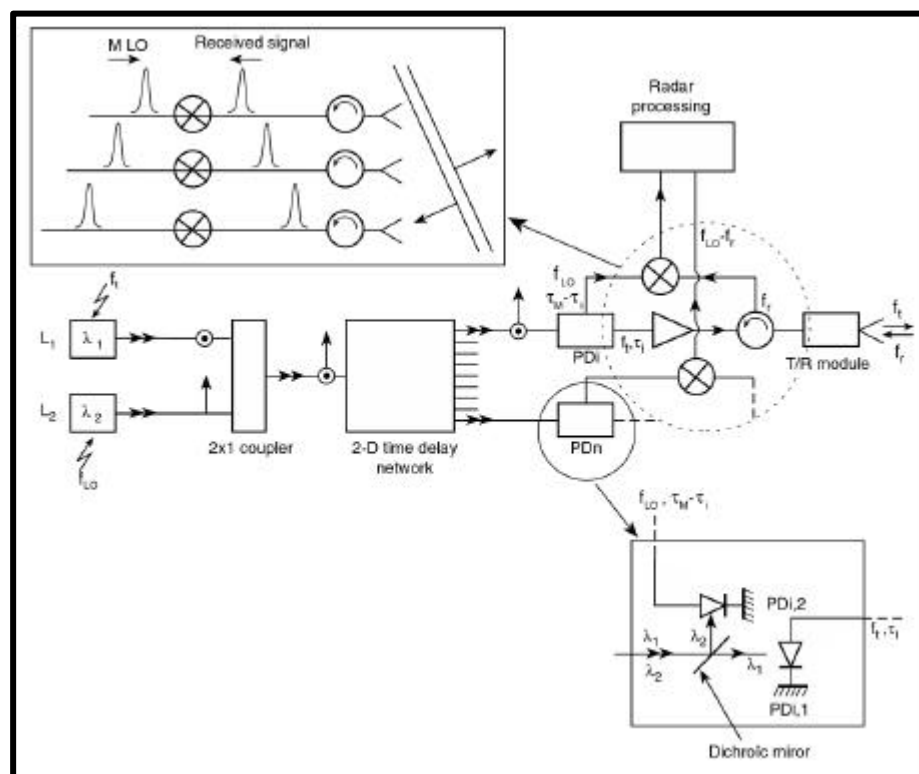 M LO
Received signal
Radar
processing
f_LO-f_r
f_LO
τ_M-τ_i
f_t
L_1
λ_1
f_r
f_t
f_t,τ_i
PDi
T/R module
f_r
L_2
λ_2
f_LO
2x1 coupler
2-D time delay
network
PDn
f_LO , τ_M-τ_i
PDi,2
f_t ,τ_i
λ_1
λ_2
λ_2
λ_1
PDi,1
Dichroïc miror